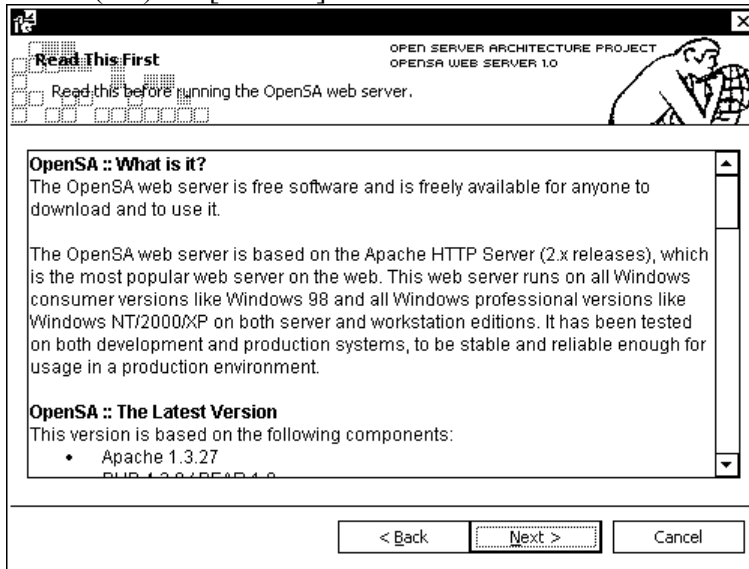 Read This First
OPEN SERVER ARCHITECTURE PROJECT
OPENSA WEB SERVER 1.0
Read this before running the OpenSA web server.
OpenSA :: What is it?
The OpenSA web server is free software and is freely available for anyone to
download and to use it.
The OpenSA web server is based on the Apache HTTP Server (2.x releases), which
is the most popular web server on the web. This web server runs on all Windows
consumer versions like Windows 98 and all Windows professional versions like
Windows NT/2000/XP on both server and workstation editions. It has been tested
on both development and production systems, to be stable and reliable enough for
usage in a production environment.
OpenSA :: The Latest Version
This version is based on the following components:
• Apache 1.3.27
< Back
Next >
Cancel